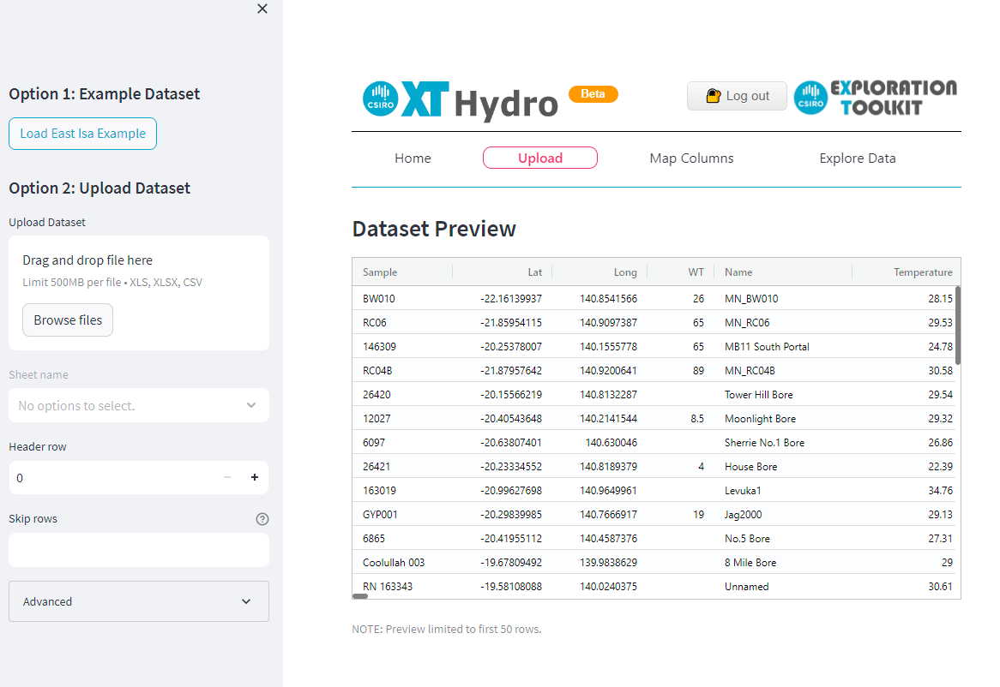 Option 1: Example Dataset
Load East Isa Example
Option 2: Upload Dataset
Upload Dataset
Drag and drop file here
Limit 500MB per file • XLS, XLSX, CSV
Browse files
Sheet name
No options to select.
Header row
0
Skip rows
Advanced
CSIRO XT Hydro Beta
Log out
CSIRO EXPLORATION
TOOLKIT
Home Upload Map Columns Explore Data
Dataset Preview
Sample Lat Long WT Name Temperature
BW010 -22.16139937 140.8541566 26 MN_BW010 28.15
RC06 -21.85954115 140.9097387 65 MN_RC06 29.53
146309 -20.25378007 140.1555778 65 MB11 South Portal 24.78
RC04B -21.87957642 140.9200641 89 MN_RC04B 30.58
26420 -20.15566219 140.8132287 Tower Hill Bore 29.54
12027 -20.40543648 140.2141544 8.5 Moonlight Bore 29.32
6097 -20.63807401 140.630046 Sherrie No.1 Bore 26.86
26421 -20.23334552 140.8189379 4 House Bore 22.39
163019 -20.99627698 140.9649961 Levuka1 34.76
GYP001 -20.29839985 140.7666917 19 Jag2000 29.13
6865 -20.41955112 140.4587376 No.5 Bore 27.31
Coolullah 003 -19.67809492 139.9838629 8 Mile Bore 29
RN 163343 -19.58108088 140.0240375 Unnamed 30.61
NOTE: Preview limited to first 50 rows.